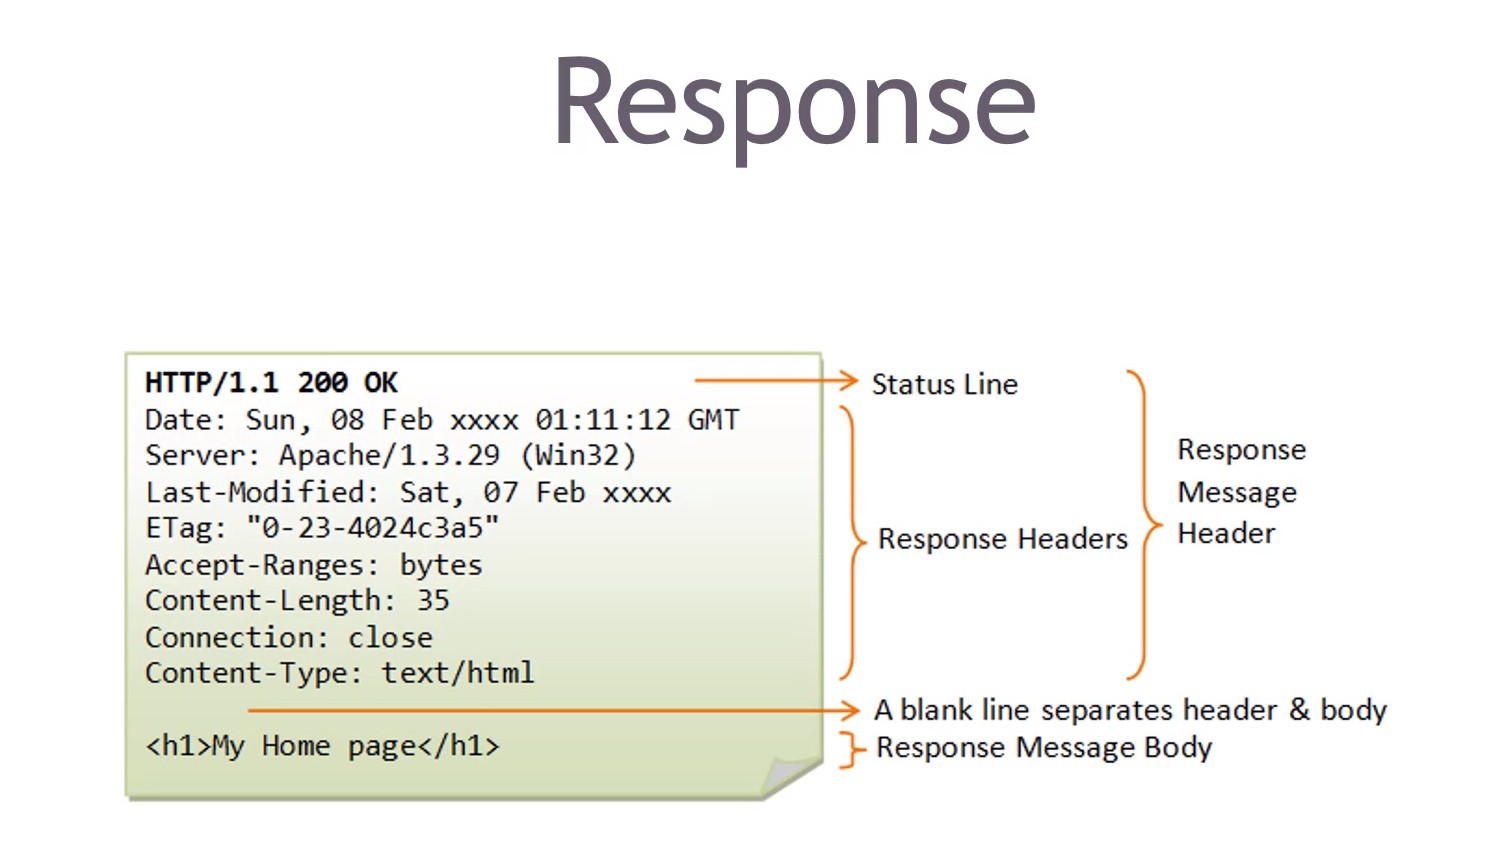 Response
HTTP/1.1 200 OK
Date: Sun, 08 Feb xxxx 01:11:12 GMT
Server: Apache/1.3.29 (Win32)
Last-Modified: Sat, 07 Feb xxxx
ETag: "0-23-4024c3a5"
Accept-Ranges: bytes
Content-Length: 35
Connection: close
Content-Type: text/html
<h1>My Home page</h1>
Status Line
Response Headers
Response
Message
Header
A blank line separates header & body
Response Message Body